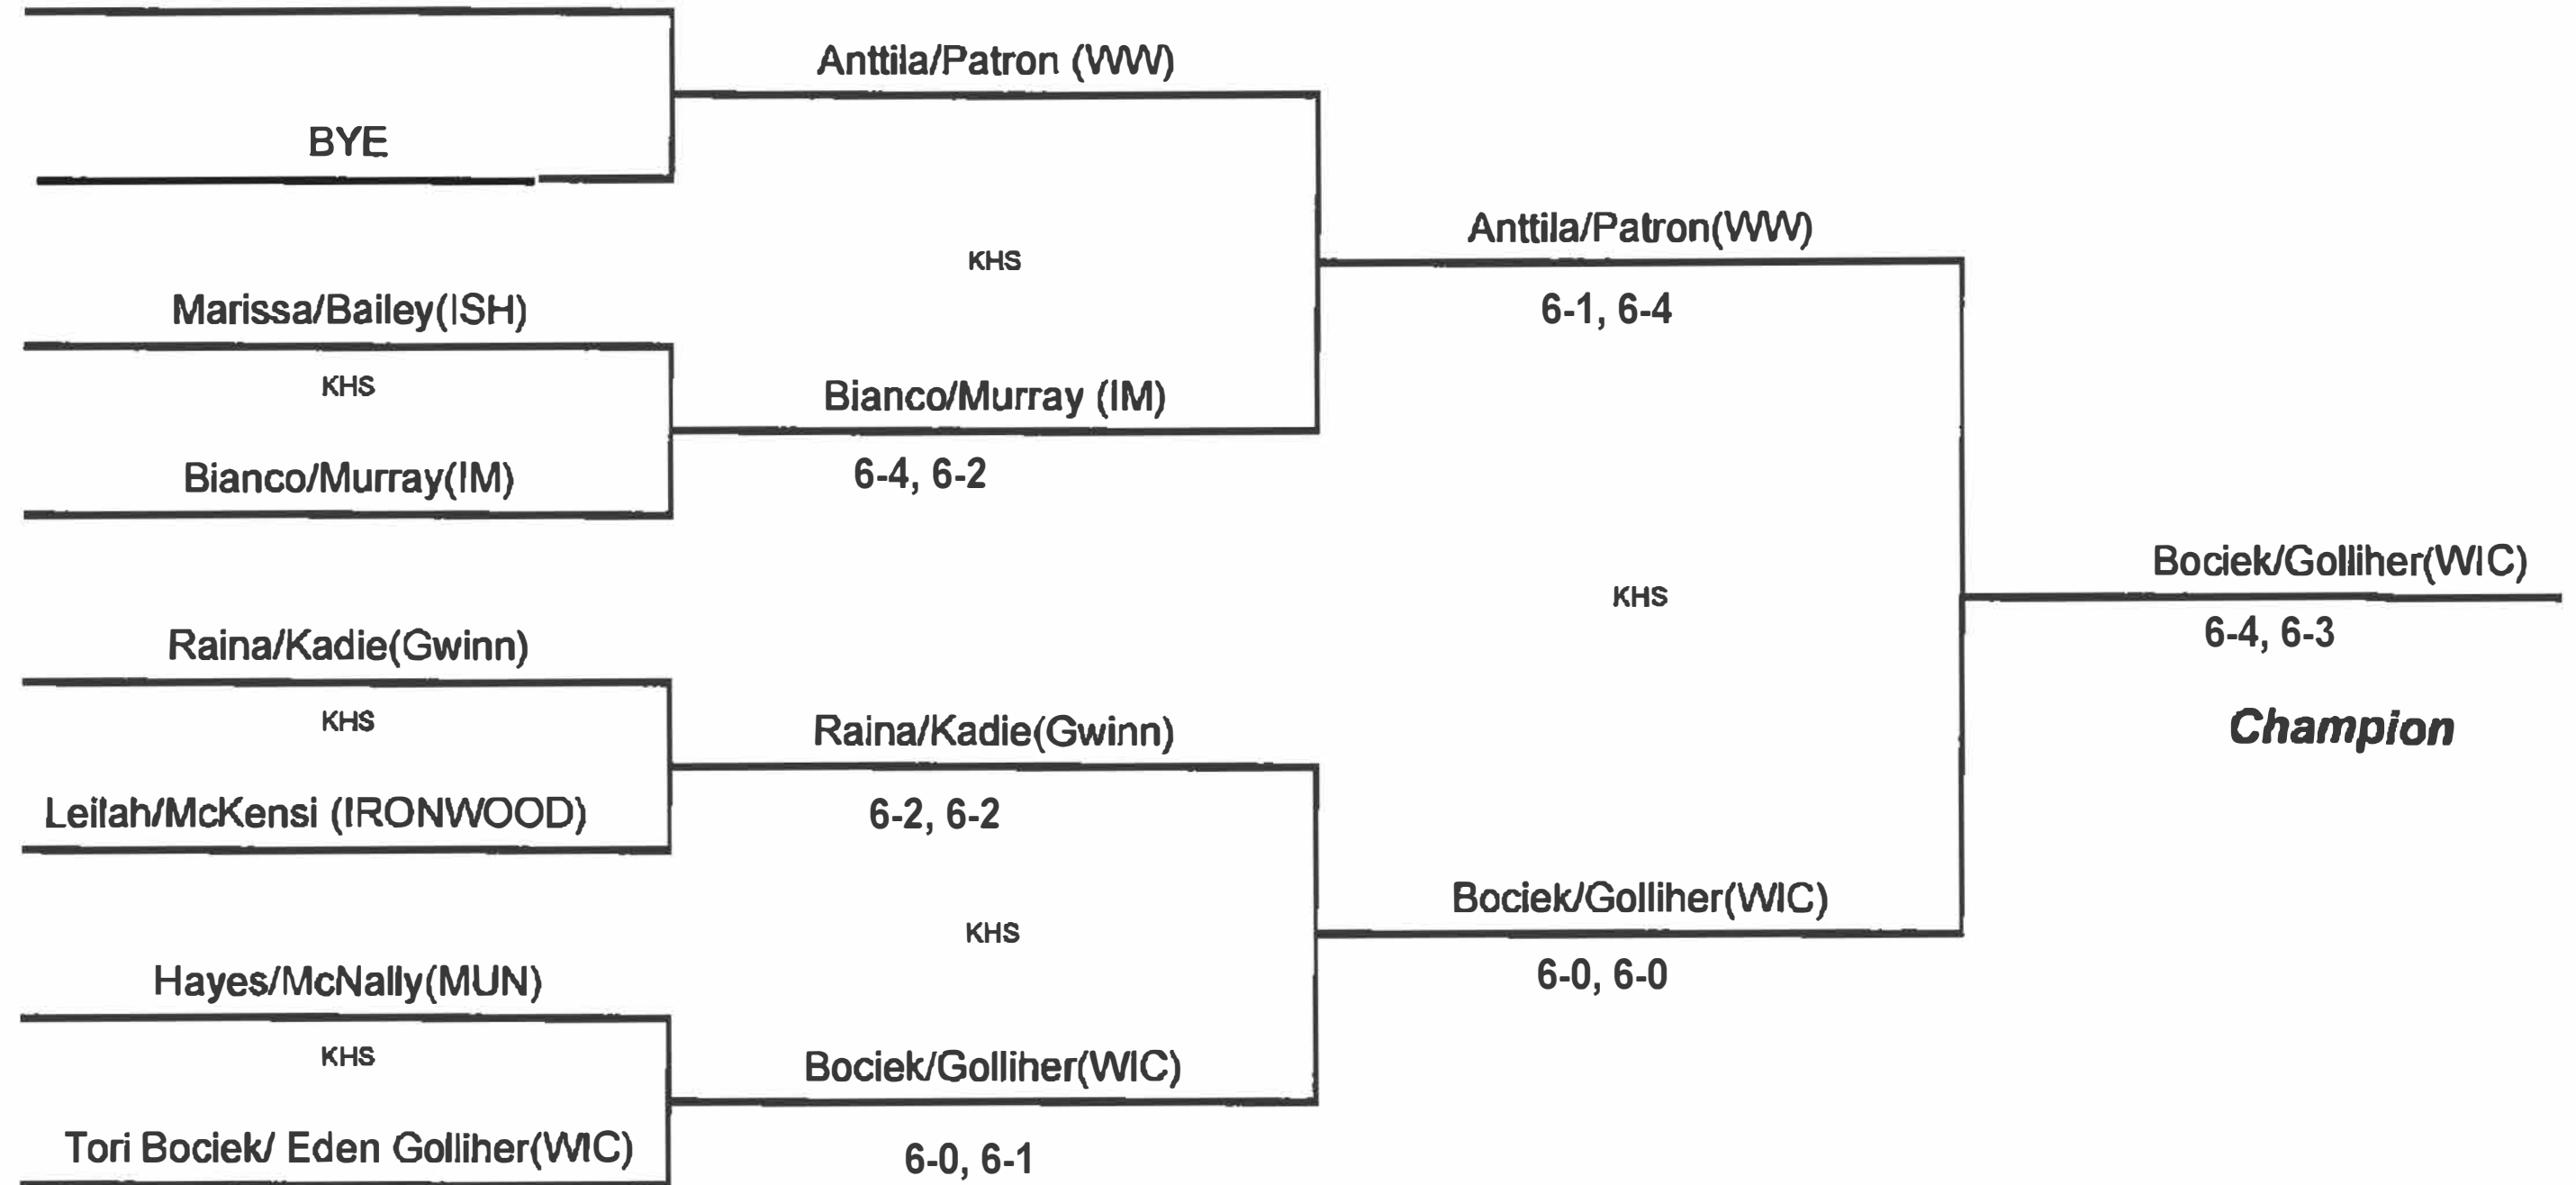 Anttila/Patron (WW)
BYE
Anttila/Patron(WW)
KHS
6-1, 6-4
Marissa/Bailey(ISH)
KHS
Bianco/Murray (IM)
Bianco/Murray(IM)
6-4, 6-2
Bociek/Golliher(WIC)
KHS
6-4, 6-3
Raina/Kadie(Gwinn)
KHS
Raina/Kadie(Gwinn)
Champion
Leilah/McKensi (IRONWOOD)
6-2, 6-2
Bociek/Golliher(WIC)
KHS
6-0, 6-0
Hayes/McNally(MUN)
KHS
Bociek/Golliher(WIC)
Tori Bociek/ Eden Golliher(WIC)
6-0, 6-1